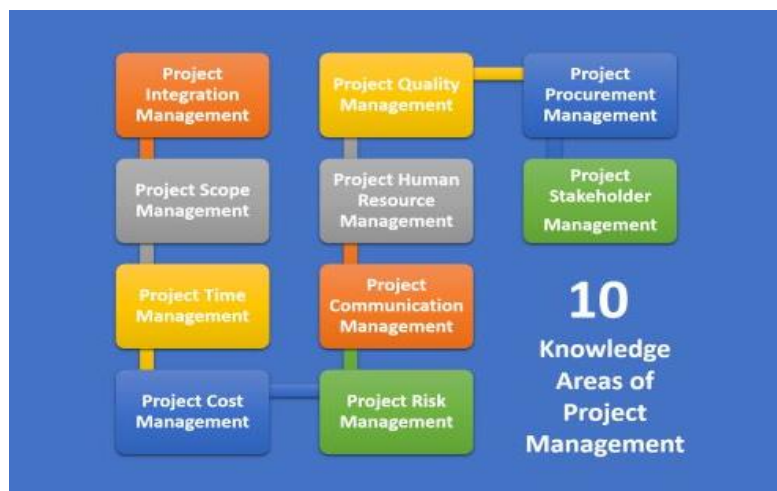 Project
Integration
Management
Project Scope
Management
Project Time
Management
Project Cost
Management
Project Quality
Management
Project Human
Resource
Management
Project
Communication
Management
Project Risk
Management
Project
Procurement
Management
Project
Stakeholder
Management
10
Knowledge
Areas of
Project
Management